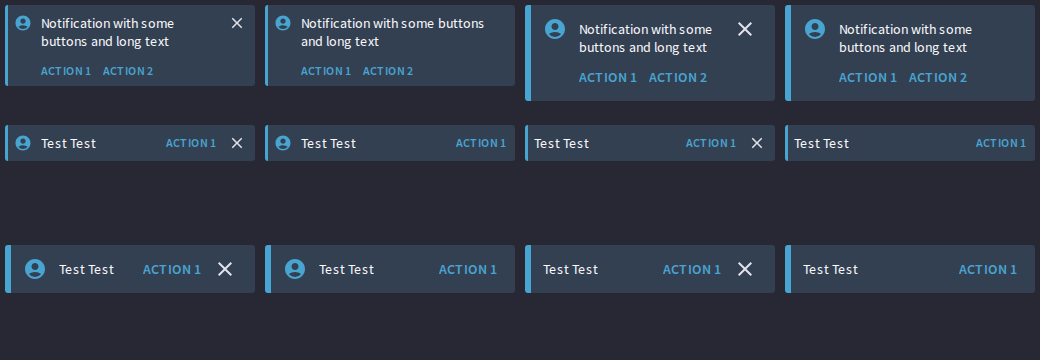 Notification with some
buttons and long text
ACTION 1 ACTION 2
Notification with some buttons
and long text
ACTION 1 ACTION 2
Notification with some
buttons and long text
ACTION 1 ACTION 2
Notification with some
buttons and long text
ACTION 1 ACTION 2
Test Test ACTION 1
Test Test ACTION 1
Test Test ACTION 1
Test Test ACTION 1
Test Test ACTION 1
Test Test ACTION 1
Test Test ACTION 1
Test Test ACTION 1